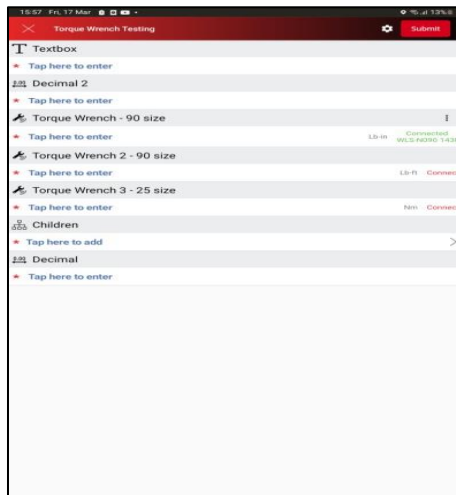 15:57 Fri, 17 Mar 13%
Torque Wrench Testing Submit
Textbox
* Tap here to enter
Decimal 2
* Tap here to enter
Torque Wrench - 90 size
* Tap here to enter Lb-in Connected
Torque Wrench 2 - 90 size
* Tap here to enter Lb-ft Connec
Torque Wrench 3 - 25 size
* Tap here to enter Nm Connec
Children
* Tap here to add
Decimal
* Tap here to enter